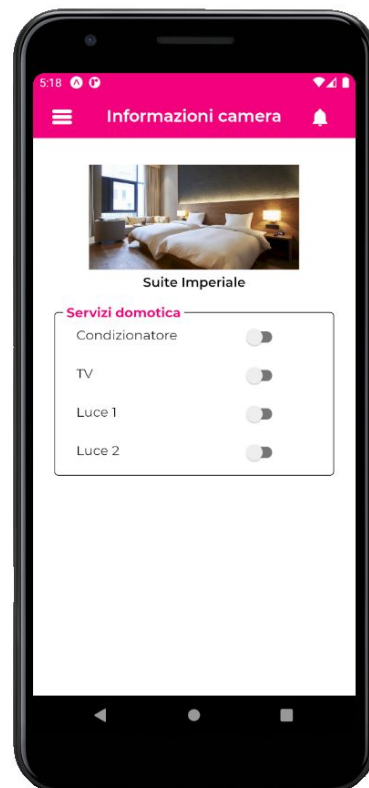 5:18
Informazioni camera
Suite Imperiale
Servizi domotica
Condizionatore
TV
Luce 1
Luce 2